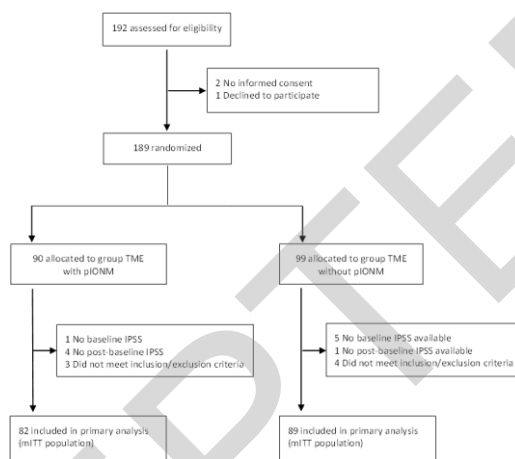 192 assessed for eligibility
2 No informed consent
1 Declined to participate
189 randomized
90 allocated to group TME
with pIONM
99 allocated to group TME
without pIONM
1 No baseline IPSS
4 No post-baseline IPSS
3 Did not meet inclusion/exclusion criteria
5 No baseline IPSS available
1 No post-baseline IPSS available
4 Did not meet inclusion/exclusion criteria
82 included in primary analysis
(mITT population)
89 included in primary analysis
(mITT population)